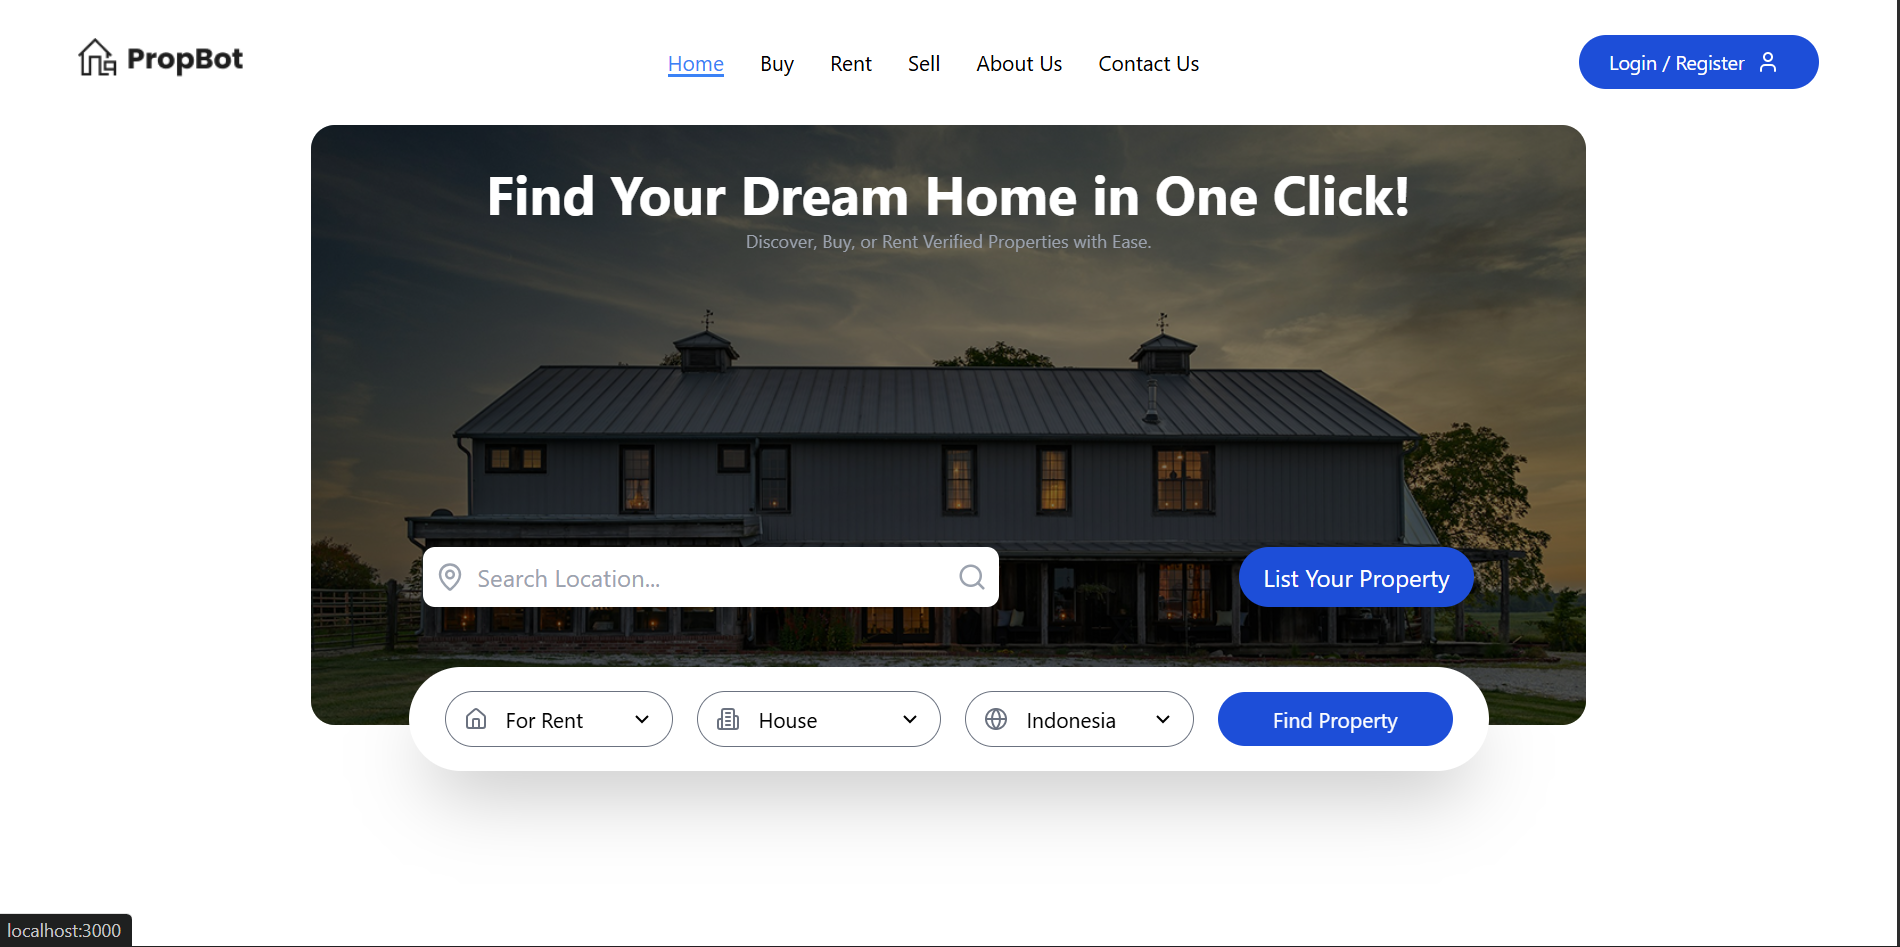 PropBot
Home Buy Rent Sell About Us Contact Us
Login / Register
Find Your Dream Home in One Click!
Discover, Buy, or Rent Verified Properties with Ease.
Search Location...
List Your Property
For Rent
House
Indonesia
Find Property
localhost:3000